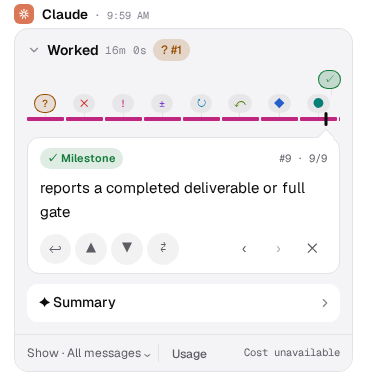 Claude · 9:59 AM
Worked 16m 0s ? #1
✓
? ✕ ! ±
✓ Milestone #9 · 9/9
reports a completed deliverable or full
gate
Summary
Show · All messages Usage Cost unavailable